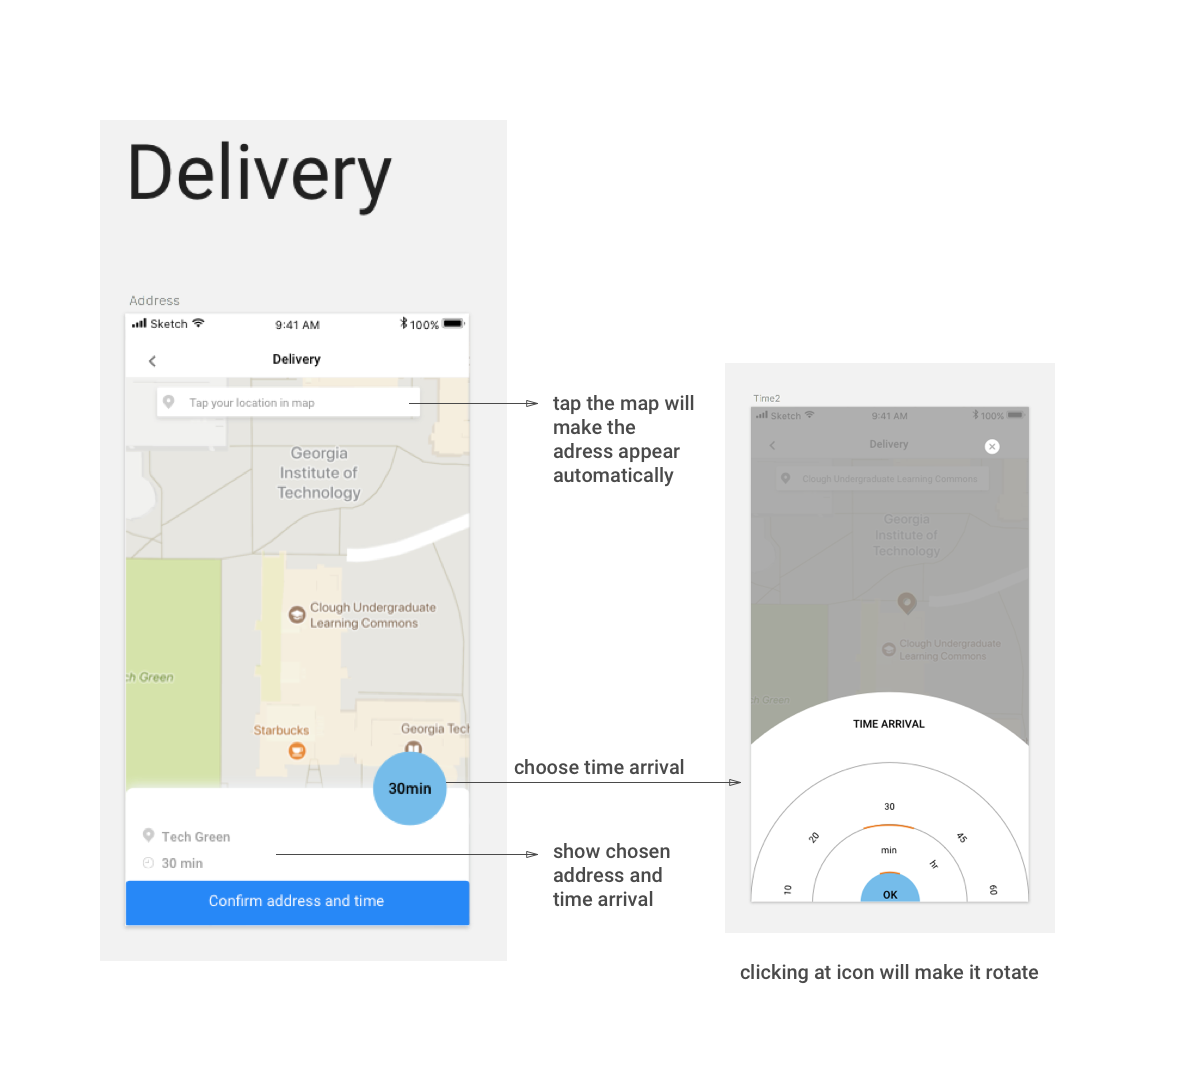 Delivery
Address
Sketch
9:41 AM
100%
Delivery
Tap your location in map
Georgia
Institute of
Technology
Clough Undergraduate
Learning Commons
ch Green
Starbucks
Georgia Tech
30min
Tech Green
30 min
Confirm address and time
tap the map will
make the
adress appear
automatically
choose time arrival
show chosen
address and
time arrival
Time2
Sketch
9:41 AM
100%
Delivery
Clough Undergraduate Learning Commons
Georgia
Institute of
Technology
Clough Undergraduate
Learning Commons
ch Green
TIME ARRIVAL
10
20
30
45
60
min
hr
OK
clicking at icon will make it rotate